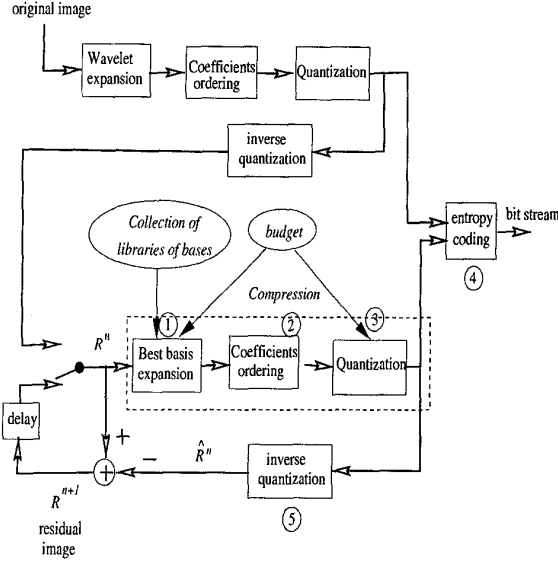 original image
Wavelet
expansion
Coefficients
ordering
Quantization
inverse
quantization
Collection of
libraries of bases
budget
entropy
coding
bit stream
4
Compression
1
2
3
R^n
Best basis
expansion
Coefficients
ordering
Quantization
delay
+
−
+
R̂^n
inverse
quantization
5
R^{n+1}
residual
image